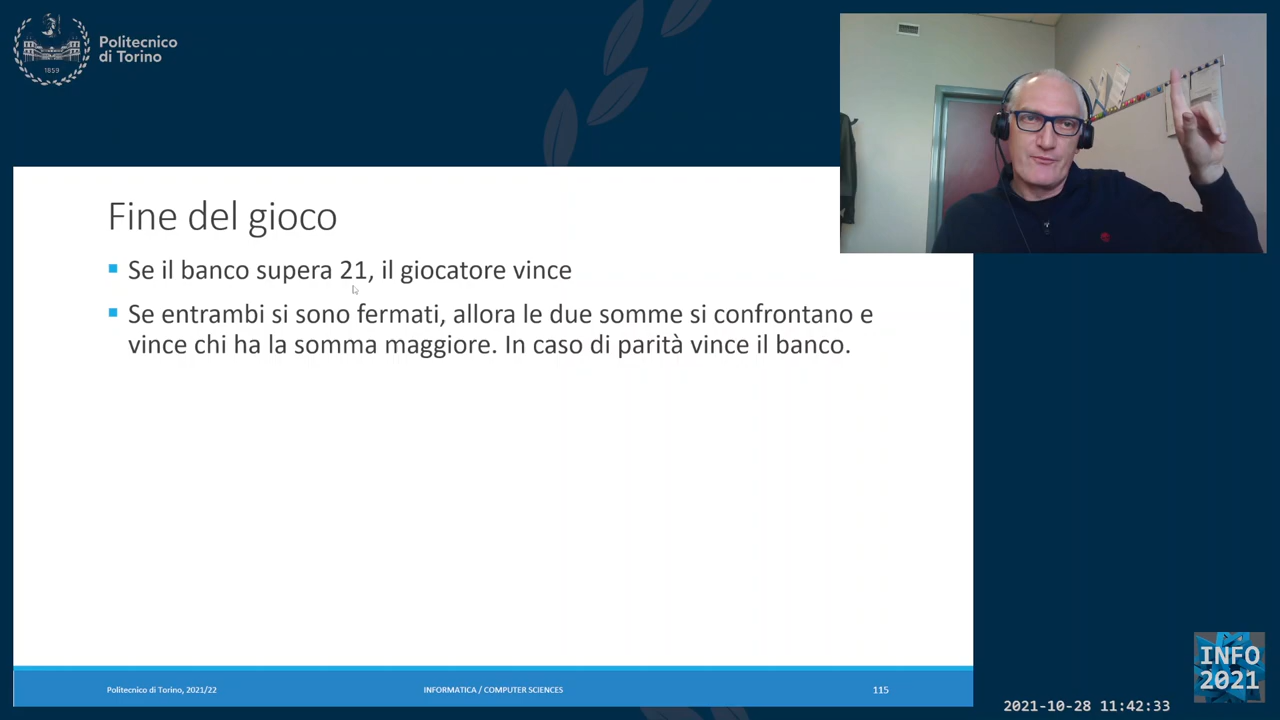 Politecnico
di Torino
1859
Fine del gioco
Se il banco supera 21, il giocatore vince
Se entrambi si sono fermati, allora le due somme si confrontano e
vince chi ha la somma maggiore. In caso di parità vince il banco.
Politecnico di Torino, 2021/22
INFORMATICA / COMPUTER SCIENCES
115
INFO
2021
2021-10-28 11:42:33